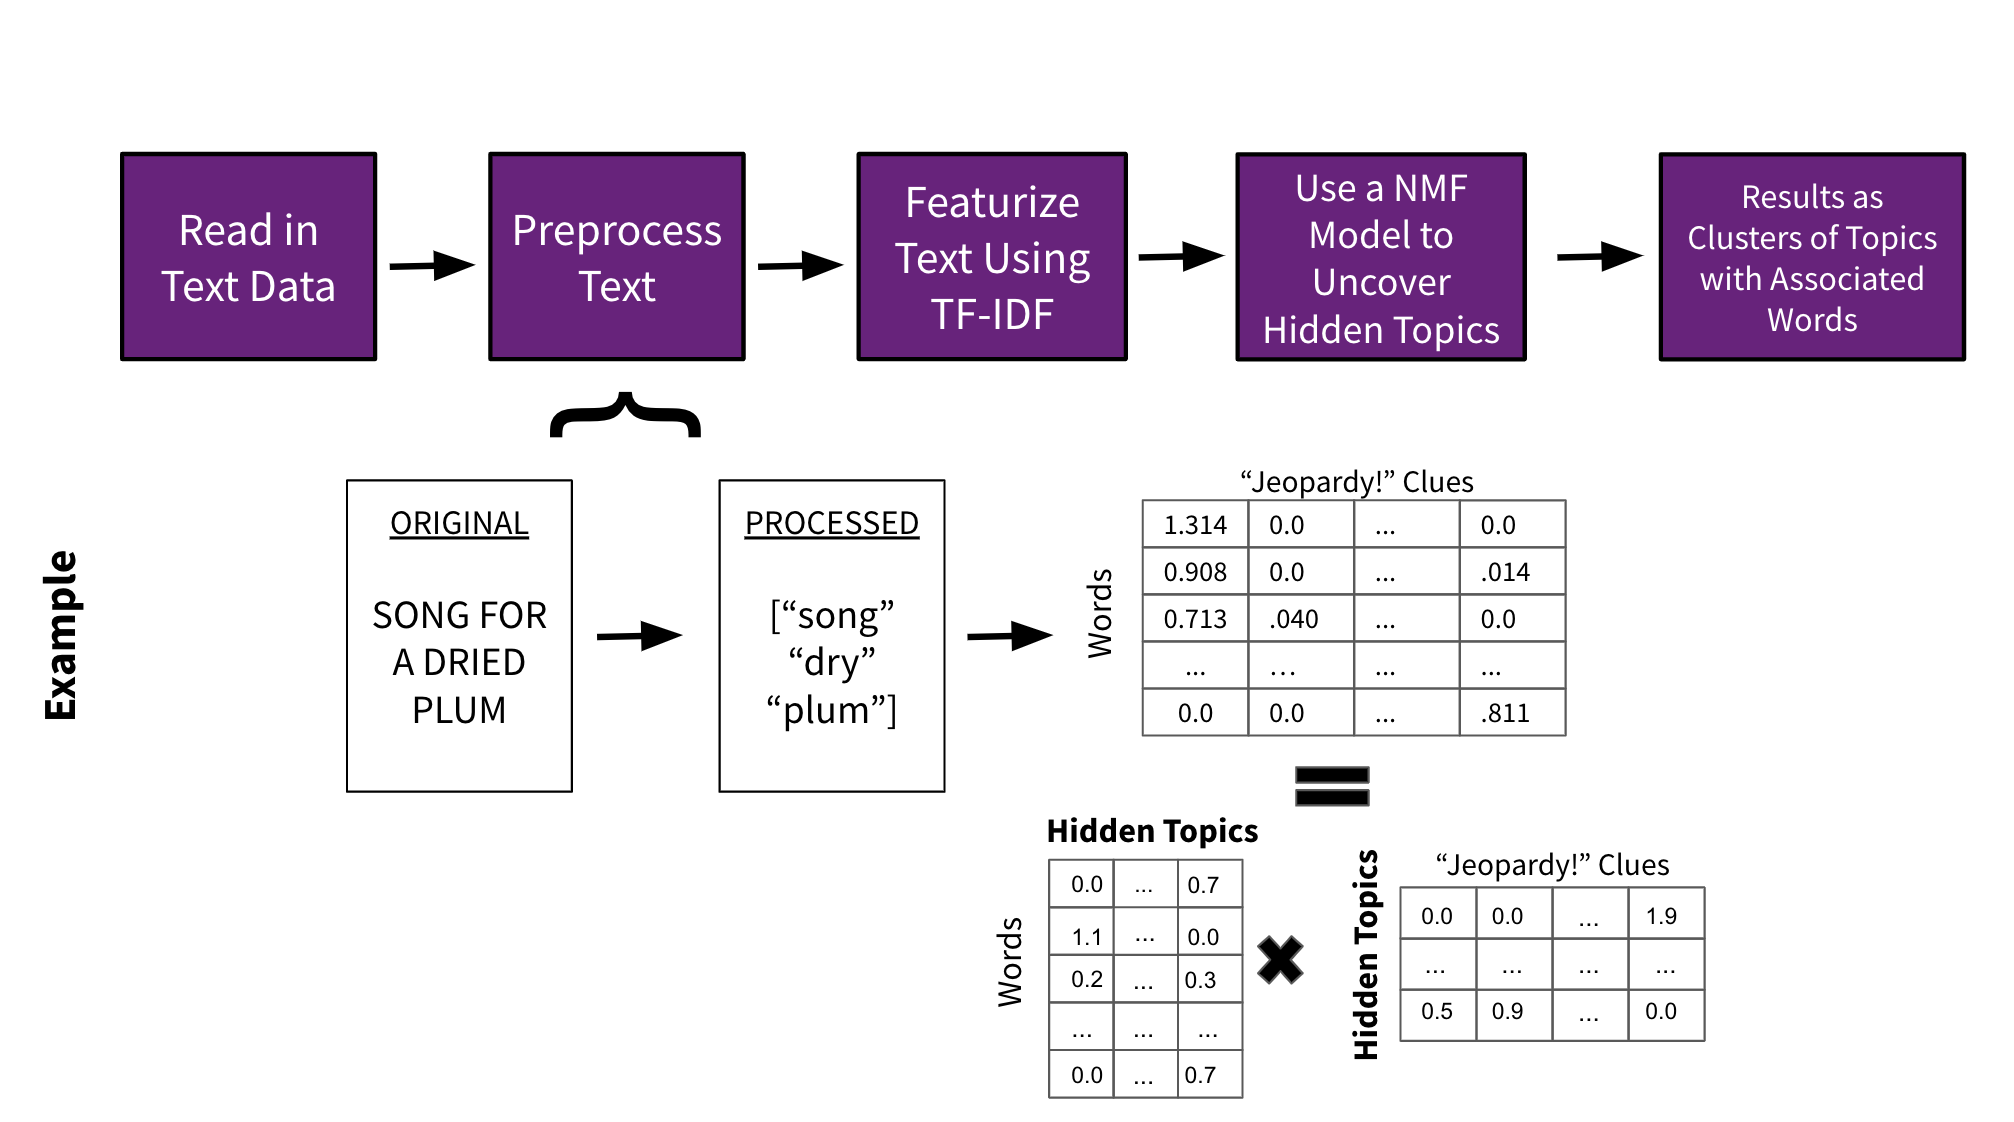 Read in
Text Data
Preprocess
Text
Featurize
Text Using
TF-IDF
Use a NMF
Model to
Uncover
Hidden Topics
Results as
Clusters of Topics
with Associated
Words
Example
ORIGINAL
SONG FOR
A DRIED
PLUM
PROCESSED
[“song”
“dry”
“plum”]
“Jeopardy!” Clues
Words
1.314 0.0 ... 0.0
0.908 0.0 ... .014
0.713 .040 ... 0.0
... ... ... ...
0.0 0.0 ... .811
Hidden Topics
Words
0.0 ... 0.7
1.1 ... 0.0
0.2 ... 0.3
... ... ...
0.0 ... 0.7
“Jeopardy!” Clues
Hidden Topics
0.0 0.0 ... 1.9
... ... ... ...
0.5 0.9 ... 0.0